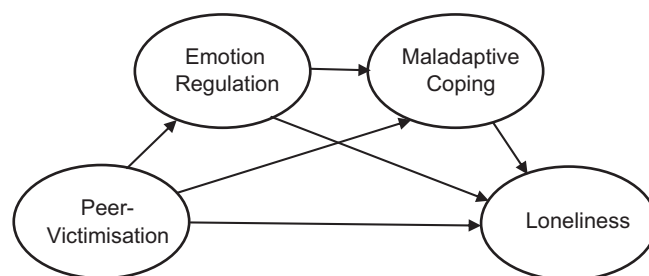 Emotion
Regulation
Maladaptive
Coping
Peer-
Victimisation
Loneliness